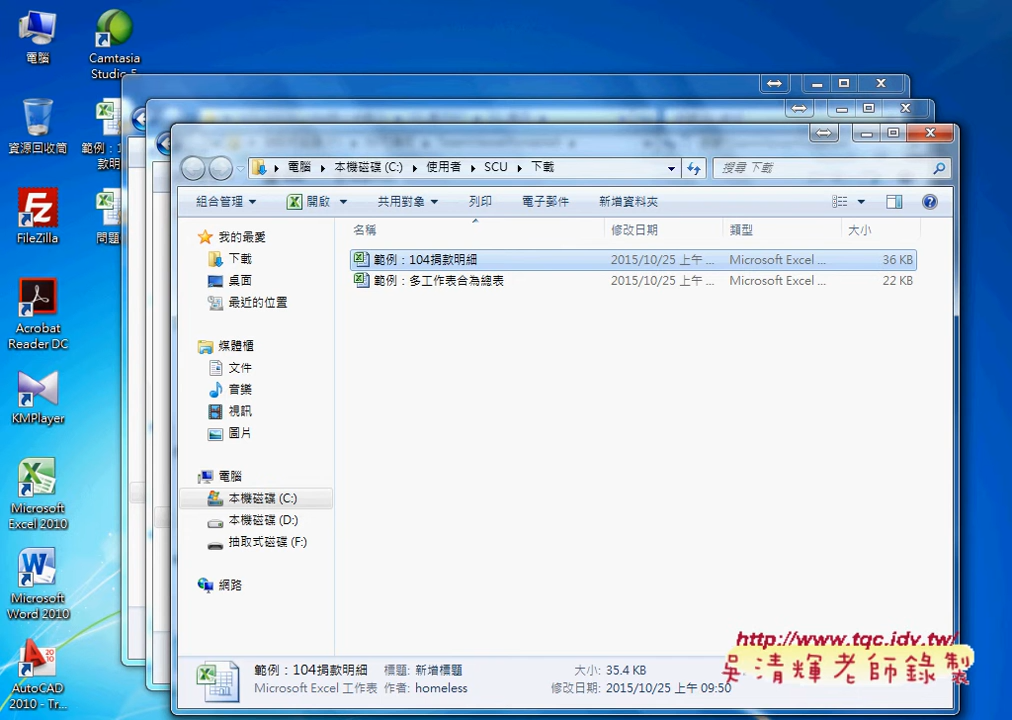 電腦
Camtasia
Studio 5
資源回收筒
範例：1
款明
FileZilla
問題
Acrobat
Reader DC
KMPlayer
Microsoft
Excel 2010
Microsoft
Word 2010
AutoCAD
2010 - Tr...
電腦 本機磁碟 (C:) 使用者 SCU 下載
搜尋 下載
組合管理 開啟 共用對象 列印 電子郵件 新增資料夾
名稱 修改日期 類型 大小
範例：104捐款明細 2015/10/25 上午 ... Microsoft Excel ... 36 KB
範例：多工作表合為總表 2015/10/25 上午 ... Microsoft Excel ... 22 KB
我的最愛
下載
桌面
最近的位置
媒體櫃
文件
音樂
視訊
圖片
電腦
本機磁碟 (C:)
本機磁碟 (D:)
抽取式磁碟 (F:)
網路
範例：104捐款明細 標題: 新增標題 大小: 35.4 KB
Microsoft Excel 工作表 作者: homeless 修改日期: 2015/10/25 上午 09:50
http://www.tqc.idv.tw/
吳清輝老師錄製